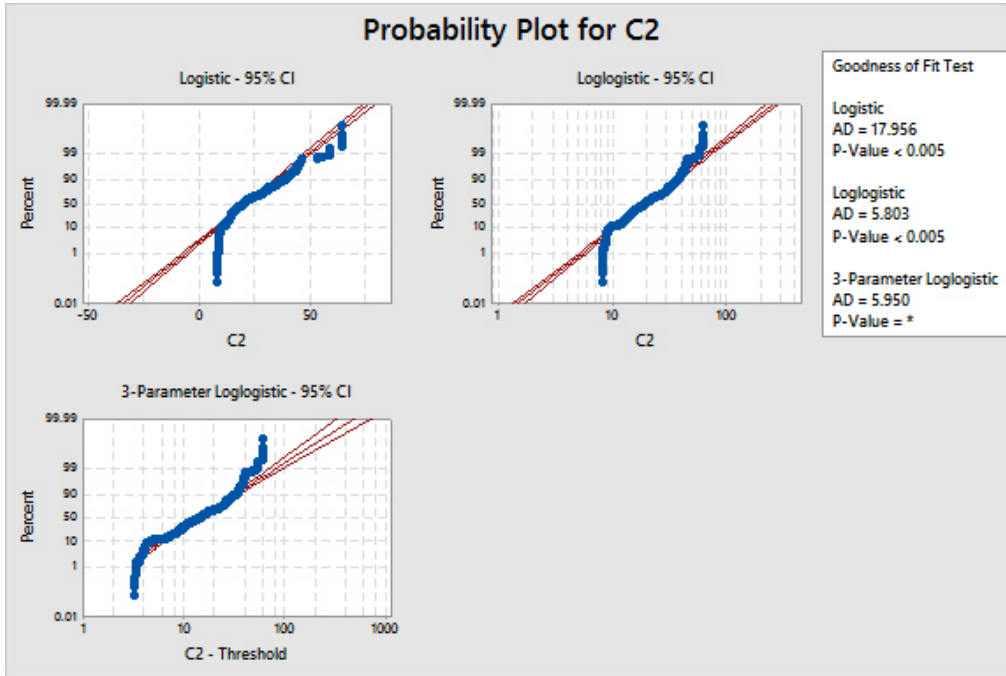 Probability Plot for C2
Logistic - 95% CI
99.99
99
90
50
10
1
0.01
Percent
-50
0
50
C2
Loglogistic - 95% CI
99.99
99
90
50
10
1
0.01
Percent
1
10
100
C2
Goodness of Fit Test
Logistic
AD = 17.956
P-Value < 0.005
Loglogistic
AD = 5.803
P-Value < 0.005
3-Parameter Loglogistic
AD = 5.950
P-Value = *
3-Parameter Loglogistic - 95% CI
99.99
99
90
50
10
1
0.01
Percent
1
10
100
1000
C2 - Threshold